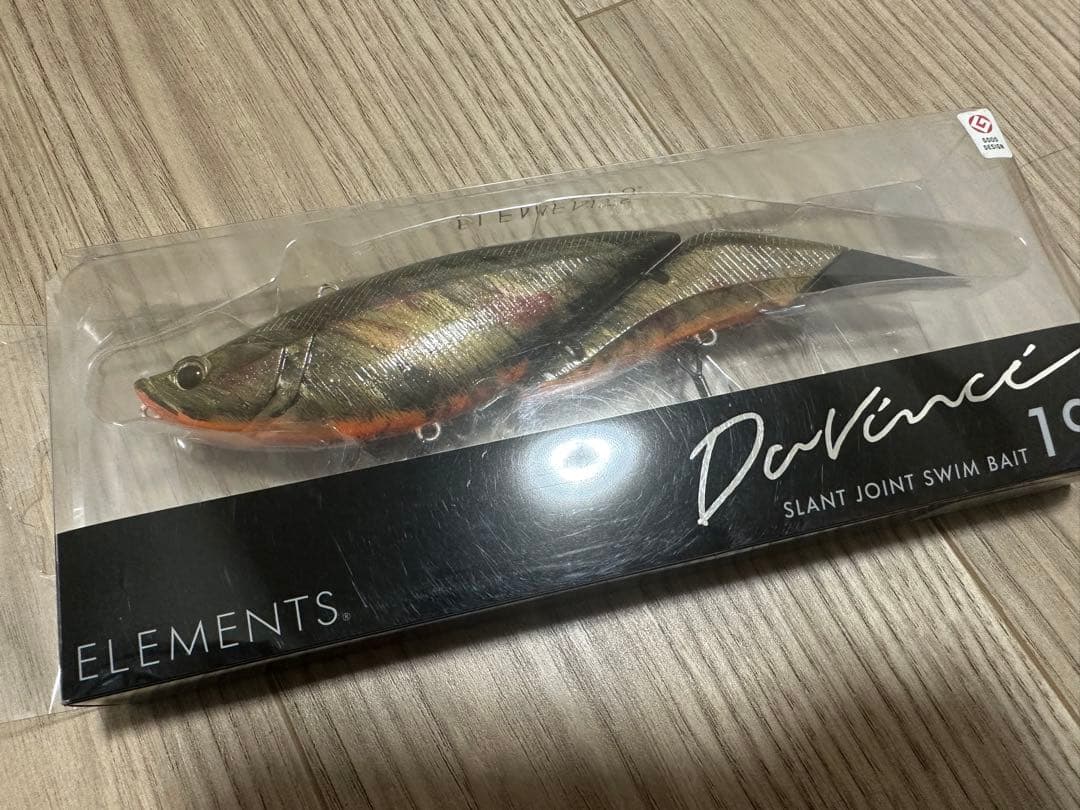 GOOD
DESIGN
DaVinci
SLANT JOINT SWIM BAIT
ELEMENTS®